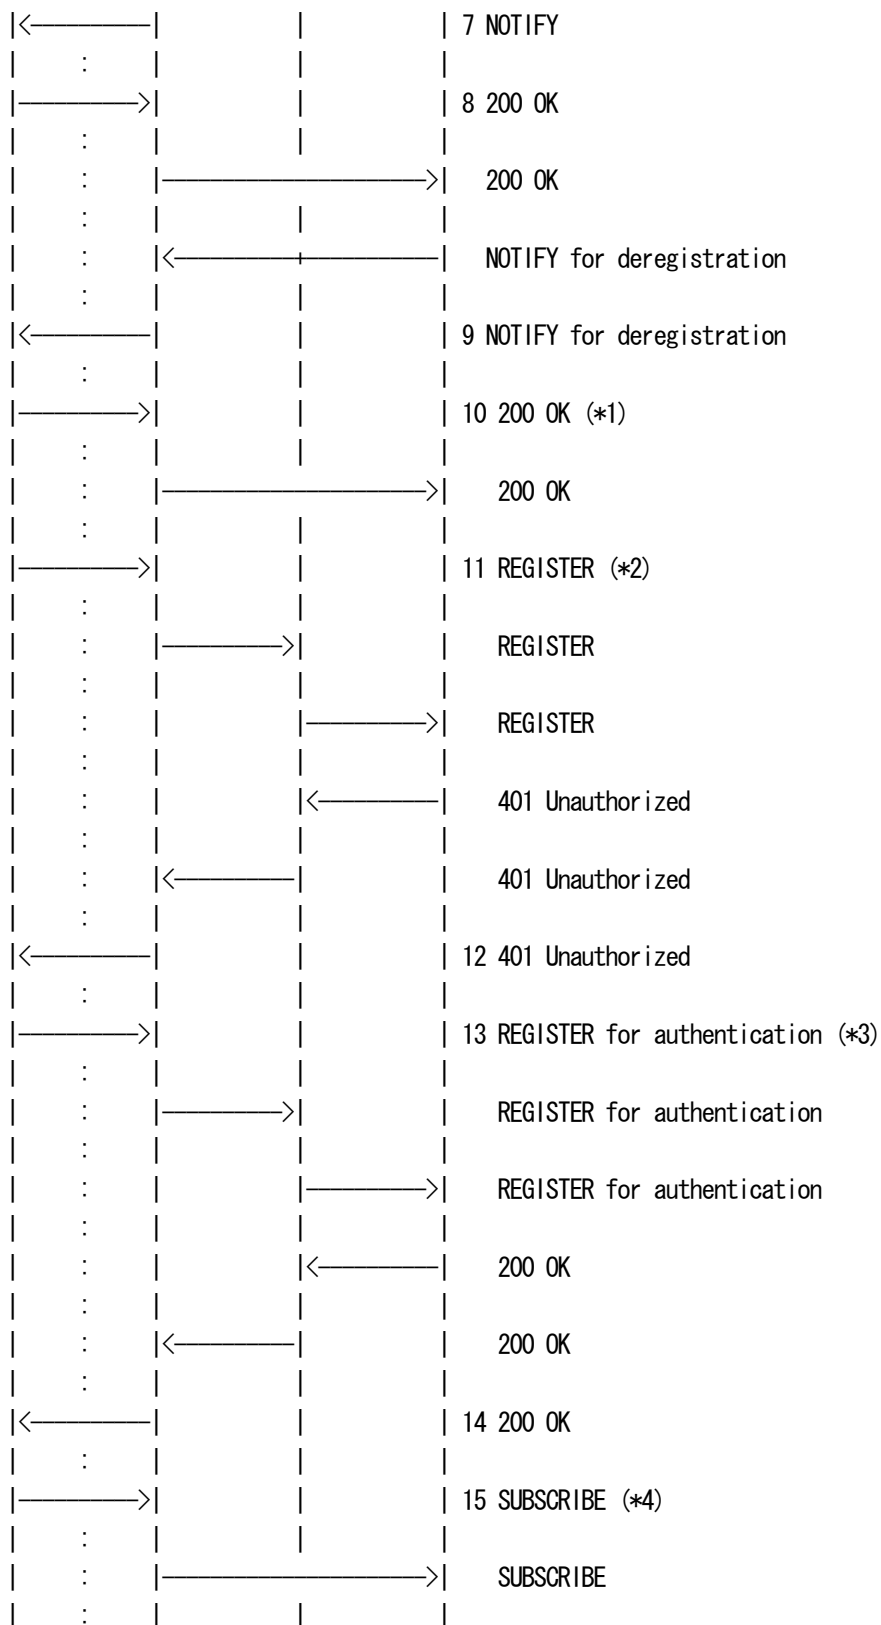 7 NOTIFY
8 200 OK
200 OK
NOTIFY for deregistration
9 NOTIFY for deregistration
10 200 OK (*1)
200 OK
11 REGISTER (*2)
REGISTER
REGISTER
401 Unauthorized
401 Unauthorized
12 401 Unauthorized
13 REGISTER for authentication (*3)
REGISTER for authentication
REGISTER for authentication
200 OK
200 OK
14 200 OK
15 SUBSCRIBE (*4)
SUBSCRIBE